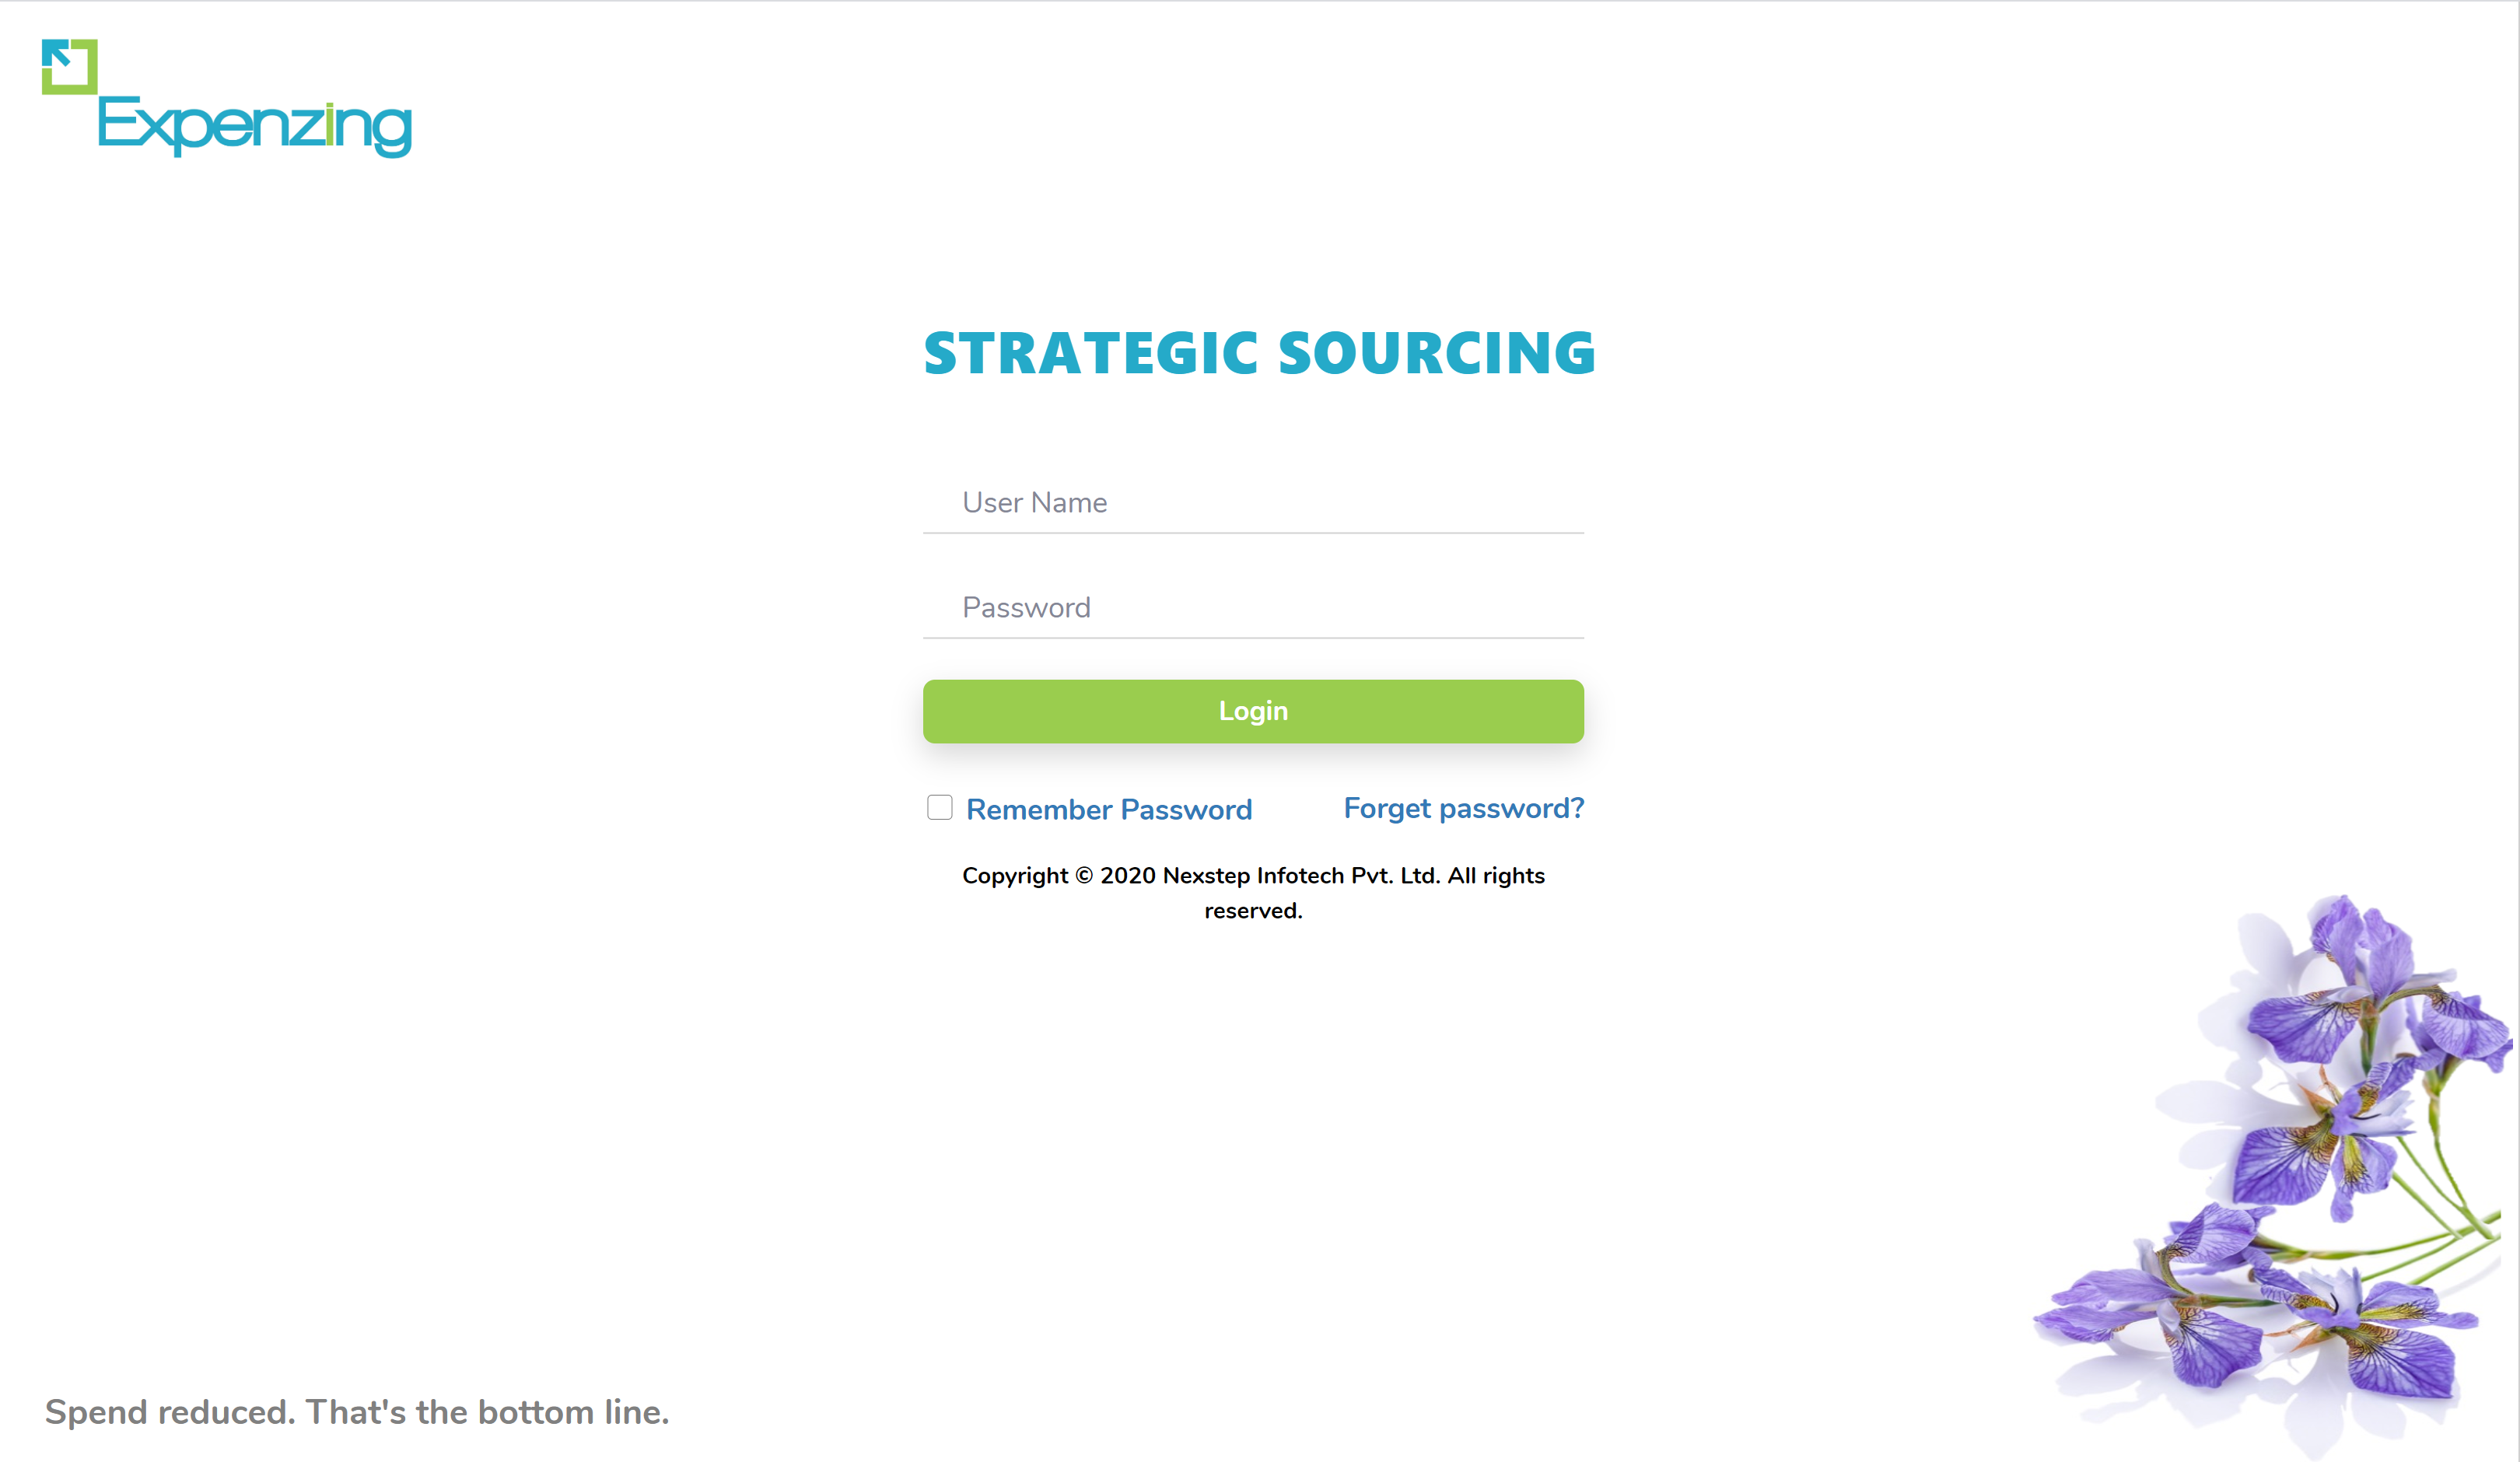 Expenzing
STRATEGIC SOURCING
User Name
Password
Login
Remember Password
Forget password?
Copyright © 2020 Nexstep Infotech Pvt. Ltd. All rights
reserved.
Spend reduced. That's the bottom line.